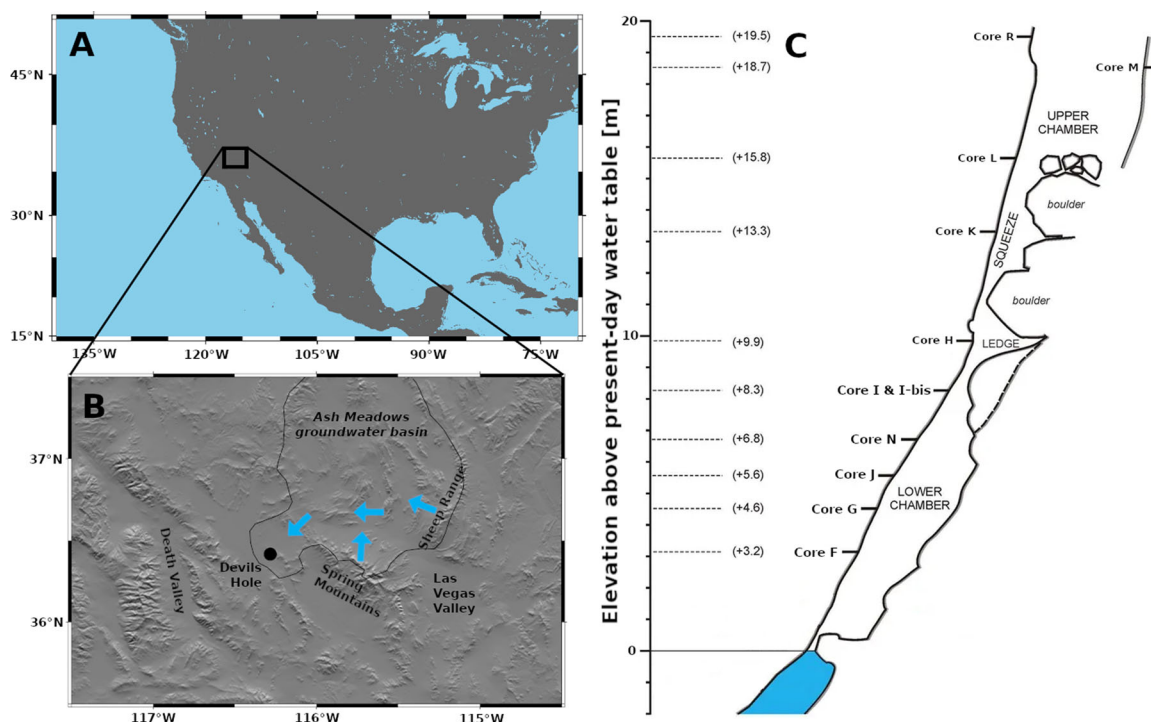 A
45°N
30°N
15°N
135°W
120°W
105°W
90°W
75°W
B
Ash Meadows
groundwater basin
37°N
36°N
Death Valley
Devils
Hole
Spring
Mountains
Sheep Range
Las
Vegas
Valley
117°W
116°W
115°W
C
Elevation above present-day water table [m]
20
10
0
(+19.5)
Core R
(+18.7)
Core M
UPPER
CHAMBER
(+15.8)
Core L
boulder
(+13.3)
Core K
SQUEEZE
boulder
(+9.9)
Core H
LEDGE
(+8.3)
Core I & I-bis
(+6.8)
Core N
(+5.6)
Core J
LOWER
CHAMBER
(+4.6)
Core G
(+3.2)
Core F